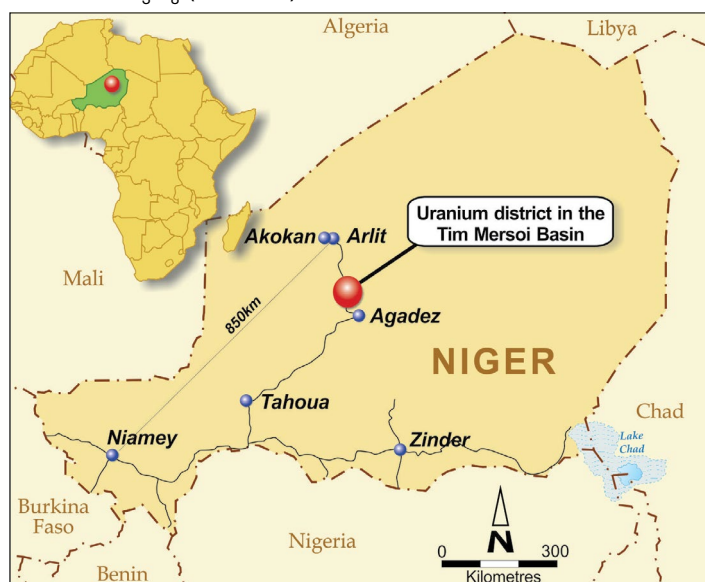 Algeria
Libya
Uranium district in the
Tim Mersoi Basin
Akokan
Arlit
Mali
850km
Agadez
NIGER
Tahoua
Chad
Niamey
Zinder
Lake
Chad
Burkina
Faso
Nigeria
N
0
300
Kilometres
Benin